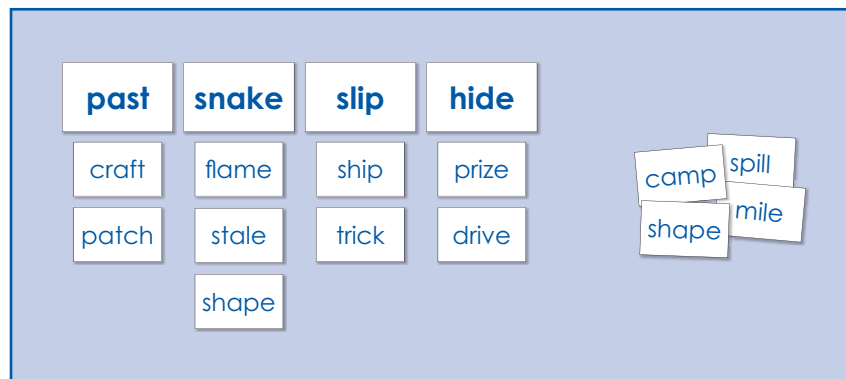 past snake slip hide
craft flame ship prize
patch stale trick drive
shape
camp
spill
shape
mile